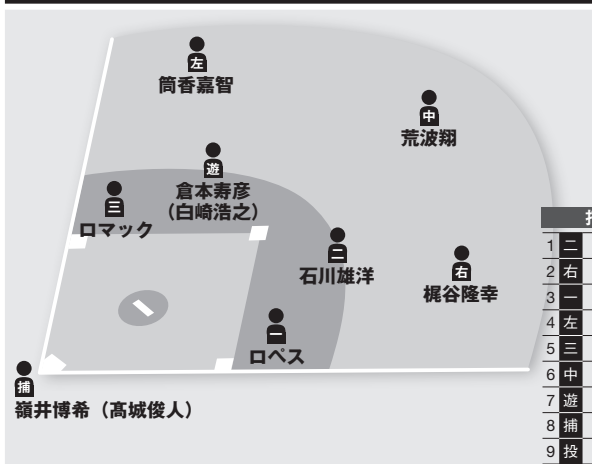 左
筒香嘉智
中
荒波翔
遊
倉本寿彦
（白崎浩之）
三
ロマック
二
石川雄洋
右
梶谷隆幸
一
ロペス
捕
嶺井博希（髙城俊人）
1 二
2 右
3 一
4 左
5 三
6 中
7 遊
8 捕
9 投